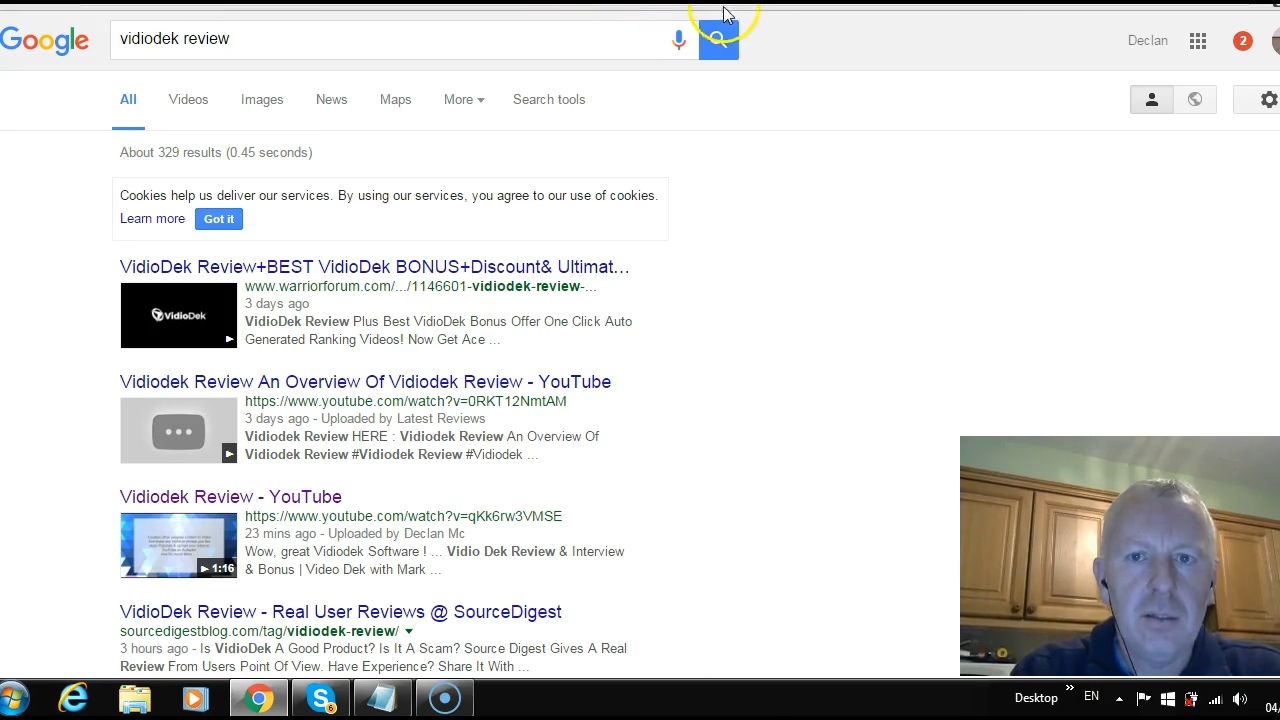 Google
vidiodek review
Declan
2
All
Videos
Images
News
Maps
More
Search tools
About 329 results (0.45 seconds)
Cookies help us deliver our services. By using our services, you agree to our use of cookies.
Learn more
Got it
VidioDek Review+BEST VidioDek BONUS+Discount& Ultimat...
VidioDek
www.warriorforum.com/.../1146601-vidiodek-review-...
3 days ago
VidioDek Review Plus Best VidioDek Bonus Offer One Click Auto
Generated Ranking Videos! Now Get Ace ...
Vidiodek Review An Overview Of Vidiodek Review - YouTube
https://www.youtube.com/watch?v=0RKT12NmtAM
3 days ago - Uploaded by Latest Reviews
Vidiodek Review HERE : Vidiodek Review An Overview Of
Vidiodek Review #Vidiodek Review #Vidiodek ...
Vidiodek Review - YouTube
1:16
https://www.youtube.com/watch?v=qKk6rw3VMSE
23 mins ago - Uploaded by Declan Mc
Wow, great Vidiodek Software ! ... Vidio Dek Review & Interview
& Bonus | Video Dek with Mark ...
VidioDek Review - Real User Reviews @ SourceDigest
sourcedigestblog.com/tag/vidiodek-review/
3 hours ago - Is VidioDek A Good Product? Is It A Scam? Source Digest Gives A Real
Review From Users Point Of View. Have Experience? Share It With ...
6
Desktop
EN
04/